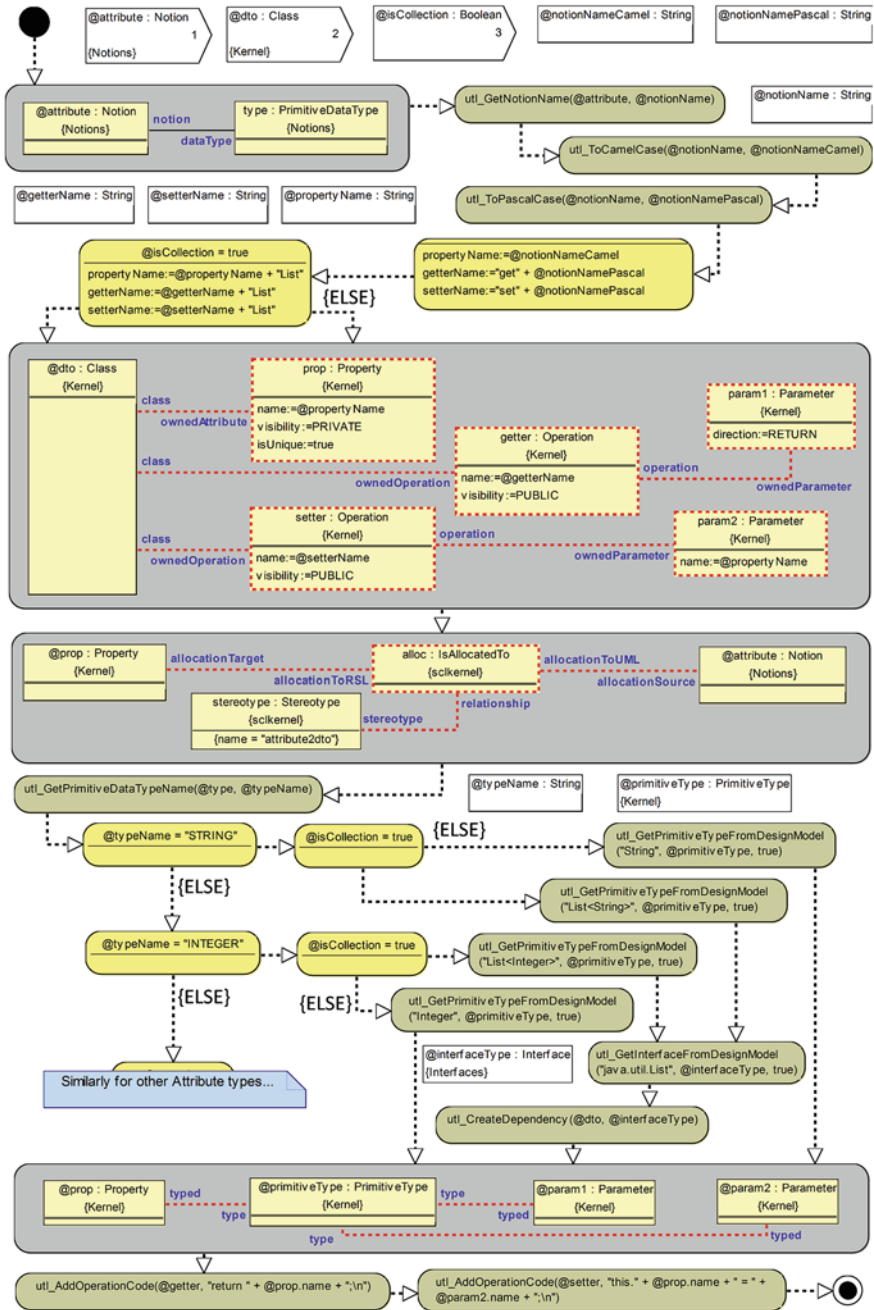 @attribute : Notion
1
{Notions}
@dto : Class
2
{Kernel}
@isCollection : Boolean
3
@notionNameCamel : String
@notionNamePascal : String
@attribute : Notion
{Notions}
notion
dataType
type : PrimitiveDataType
{Notions}
utl_GetNotionName(@attribute, @notionName)
@notionName : String
utl_ToCamelCase(@notionName, @notionNameCamel)
utl_ToPascalCase(@notionName, @notionNamePascal)
@getterName : String
@setterName : String
@propertyName : String
@isCollection = true
propertyName:=@propertyName + "List"
getterName:=@getterName + "List"
setterName:=@setterName + "List"
{ELSE}
propertyName:=@notionNameCamel
getterName:="get" + @notionNamePascal
setterName:="set" + @notionNamePascal
@dto : Class
{Kernel}
class
ownedAttribute
prop : Property
{Kernel}
name:=@propertyName
visibility:=PRIVATE
isUnique:=true
class
ownedOperation
getter : Operation
{Kernel}
name:=@getterName
visibility:=PUBLIC
operation
ownedParameter
param1 : Parameter
{Kernel}
direction:=RETURN
class
ownedOperation
setter : Operation
{Kernel}
name:=@setterName
visibility:=PUBLIC
operation
ownedParameter
param2 : Parameter
{Kernel}
name:=@propertyName
@prop : Property
{Kernel}
allocationTarget
allocationToRSL
alloc : IsAllocatedTo
{sclkernel}
allocationToUML
allocationSource
@attribute : Notion
{Notions}
stereotype : Stereotype
{sclkernel}
{name = "attribute2dto"}
stereotype
relationship
utl_GetPrimitiveDataTypeName(@type, @typeName)
@typeName : String
@primitiveType : PrimitiveType
{Kernel}
@typeName = "STRING"
@isCollection = true
{ELSE}
utl_GetPrimitiveTypeFromDesignModel
("String", @primitiveType, true)
{ELSE}
utl_GetPrimitiveTypeFromDesignModel
("List<String>", @primitiveType, true)
@typeName = "INTEGER"
@isCollection = true
utl_GetPrimitiveTypeFromDesignModel
("List<Integer>", @primitiveType, true)
{ELSE}
{ELSE}
utl_GetPrimitiveTypeFromDesignModel
("Integer", @primitiveType, true)
@interfaceType : Interface
{Interfaces}
utl_GetInterfaceFromDesignModel
("java.util.List", @interfaceType, true)
Similarly for other Attribute types...
utl_CreateDependency(@dto, @interfaceType)
@prop : Property
{Kernel}
typed
type
@primitiveType : PrimitiveType
{Kernel}
type
typed
@param1 : Parameter
{Kernel}
@param2 : Parameter
{Kernel}
type
typed
utl_AddOperationCode(@getter, "return " + @prop.name + ";\n")
utl_AddOperationCode(@setter, "this." + @prop.name + " = " +
@param2.name + ";\n")